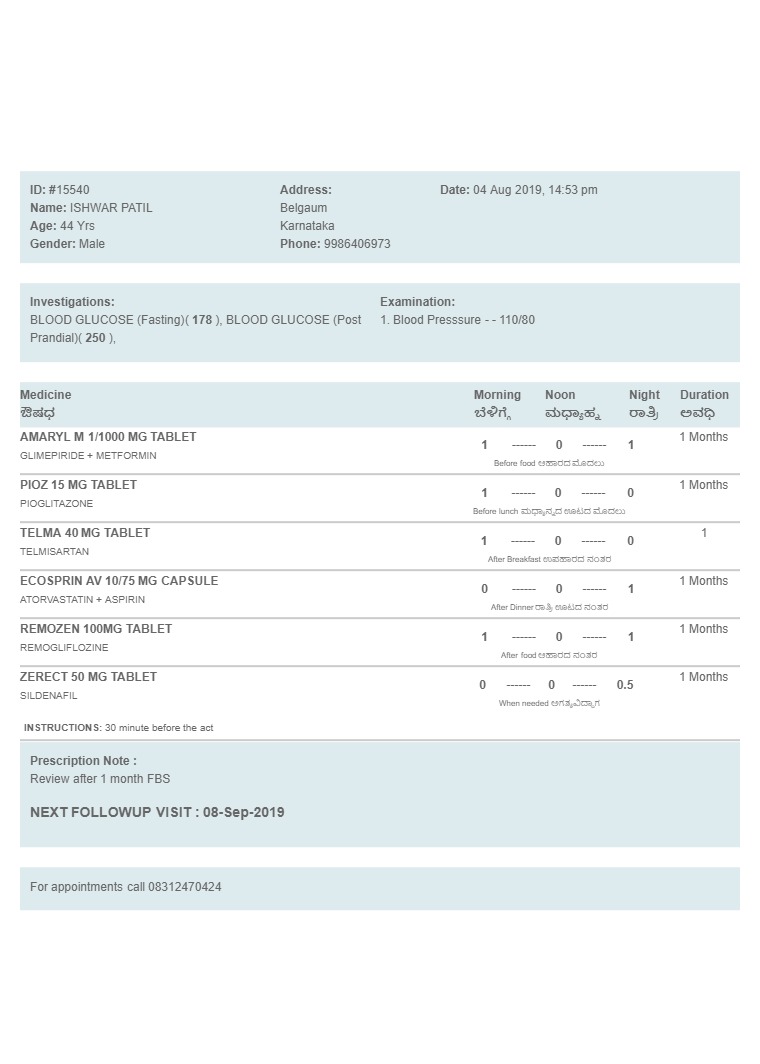 ID: #15540
Name: ISHWAR PATIL
Age: 44 Yrs
Gender: Male
Address:
Belgaum
Karnataka
Phone: 9986406973
Date: 04 Aug 2019, 14:53 pm
Investigations:
BLOOD GLUCOSE (Fasting)( 178 ), BLOOD GLUCOSE (Post
Prandial)( 250 ),
Examination:
1. Blood Presssure - - 110/80
Medicine Morning Noon Night Duration
ಔಷಧ ಬೆಳಿಗ್ಗೆ ಮಧ್ಯಾಹ್ನ ರಾತ್ರಿ ಅವಧಿ
AMARYL M 1/1000 MG TABLET 1 ------ 0 ------ 1 1 Months
GLIMEPIRIDE + METFORMIN Before food ಆಹಾರದ ಮೊದಲು
PIOZ 15 MG TABLET 1 ------ 0 ------ 0 1 Months
PIOGLITAZONE Before lunch ಮಧ್ಯಾನ್ನದ ಊಟದ ಮೊದಲು
TELMA 40 MG TABLET 1 ------ 0 ------ 0 1
TELMISARTAN After Breakfast ಉಪಹಾರದ ನಂತರ
ECOSPRIN AV 10/75 MG CAPSULE 0 ------ 0 ------ 1 1 Months
ATORVASTATIN + ASPIRIN After Dinner ರಾತ್ರಿ ಊಟದ ನಂತರ
REMOZEN 100MG TABLET 1 ------ 0 ------ 1 1 Months
REMOGLIFLOZINE After food ಆಹಾರದ ನಂತರ
ZERECT 50 MG TABLET 0 ------ 0 ------ 0.5 1 Months
SILDENAFIL When needed ಅಗತ್ಯವಿದ್ದಾಗ
INSTRUCTIONS: 30 minute before the act
Prescription Note :
Review after 1 month FBS
NEXT FOLLOWUP VISIT : 08-Sep-2019
For appointments call 08312470424